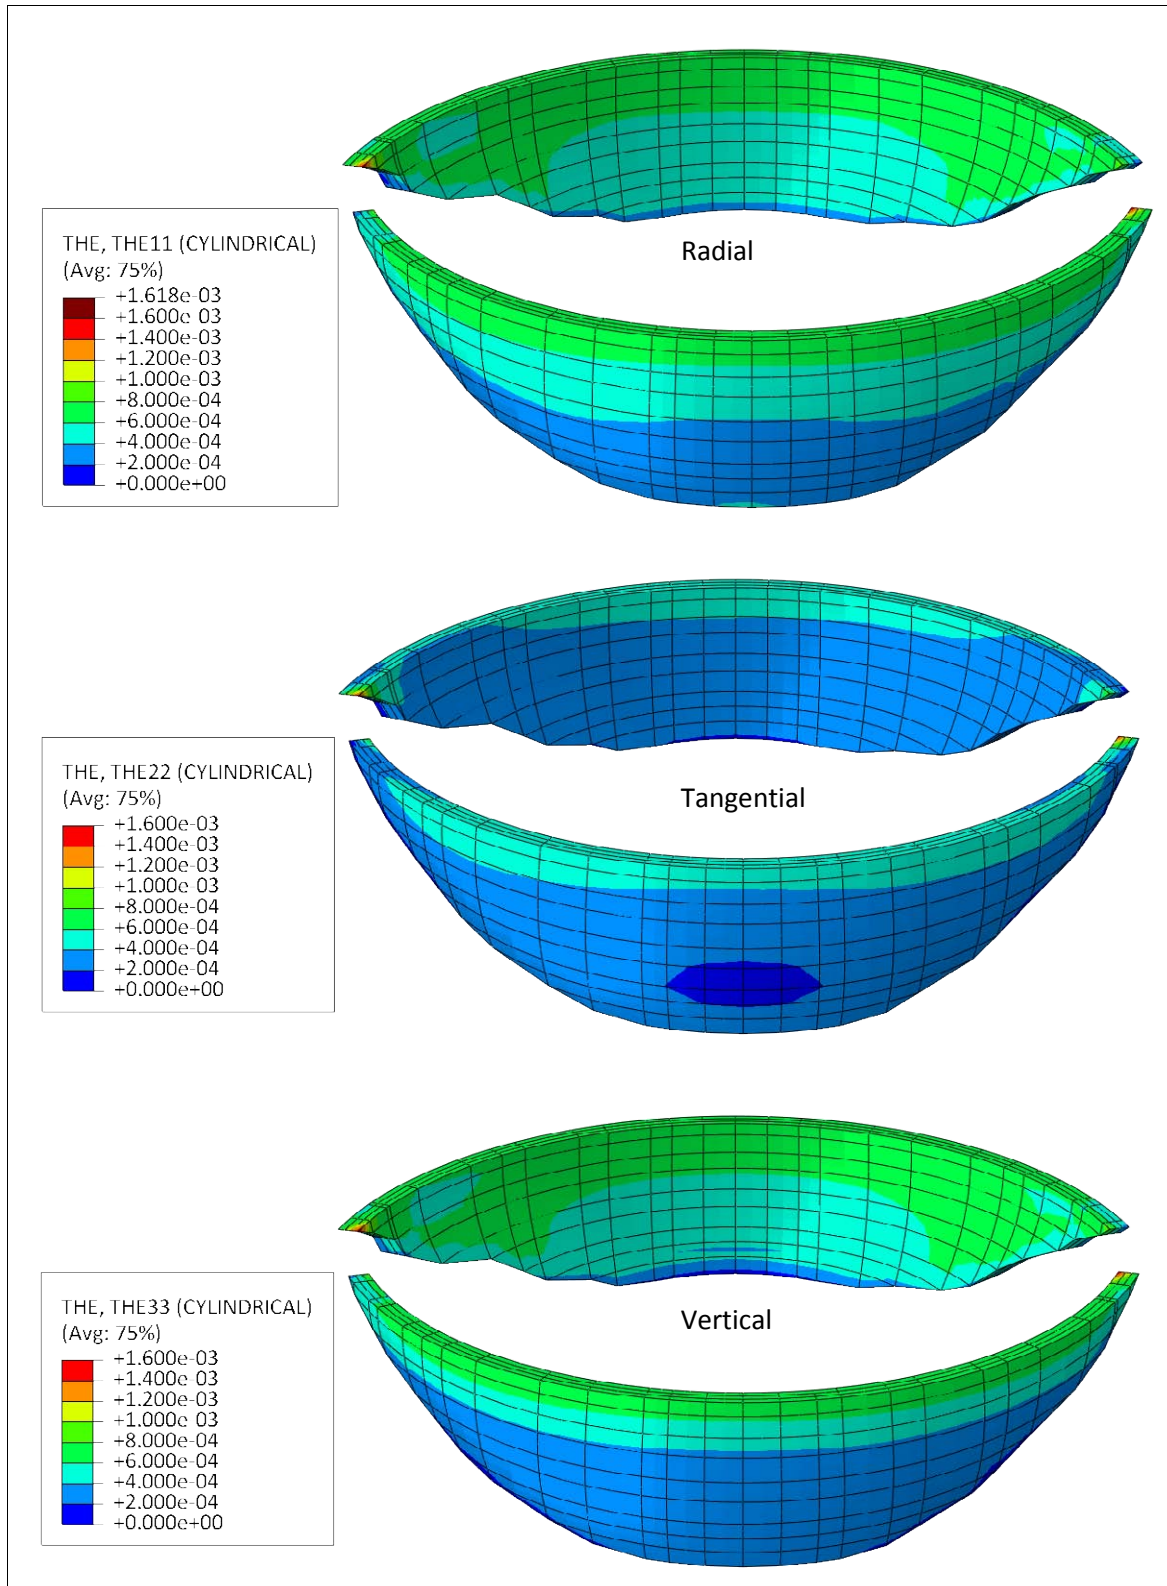 Radial
THE, THE11 (CYLINDRICAL)
(Avg: 75%)
+1.618e-03
+1.600e-03
+1.400e-03
+1.200e-03
+1.000e-03
+8.000e-04
+6.000e-04
+4.000e-04
+2.000e-04
+0.000e+00
Tangential
THE, THE22 (CYLINDRICAL)
(Avg: 75%)
+1.600e-03
+1.400e-03
+1.200e-03
+1.000e-03
+8.000e-04
+6.000e-04
+4.000e-04
+2.000e-04
+0.000e+00
Vertical
THE, THE33 (CYLINDRICAL)
(Avg: 75%)
+1.600e-03
+1.400e-03
+1.200e-03
+1.000e-03
+8.000e-04
+6.000e-04
+4.000e-04
+2.000e-04
+0.000e+00